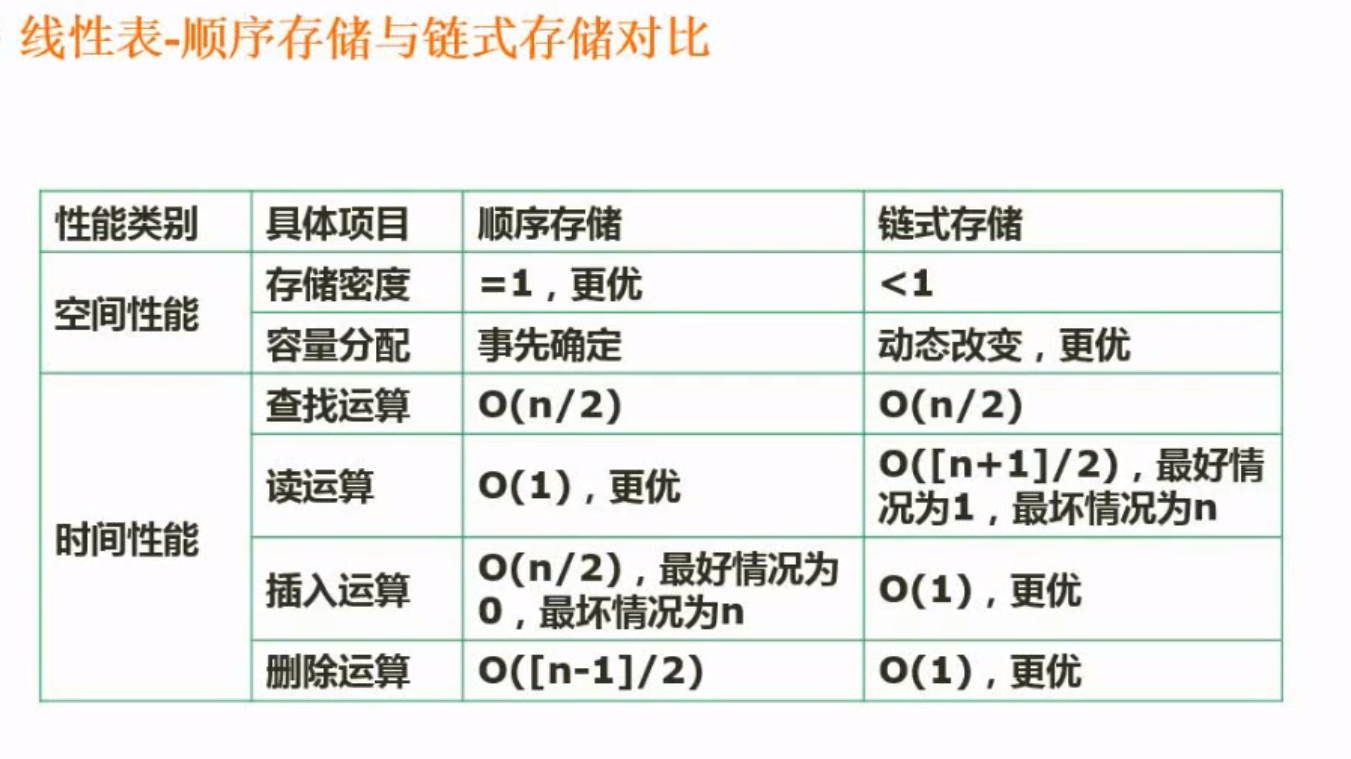 线性表-顺序存储与链式存储对比
性能类别 具体项目 顺序存储 链式存储
空间性能
存储密度 =1，更优 <1
容量分配 事先确定 动态改变，更优
时间性能
查找运算 O(n/2) O(n/2)
读运算 O(1)，更优 O([n+1]/2)，最好情
况为1，最坏情况为n
插入运算 O(n/2)，最好情况为
0，最坏情况为n O(1)，更优
删除运算 O([n-1]/2) O(1)，更优